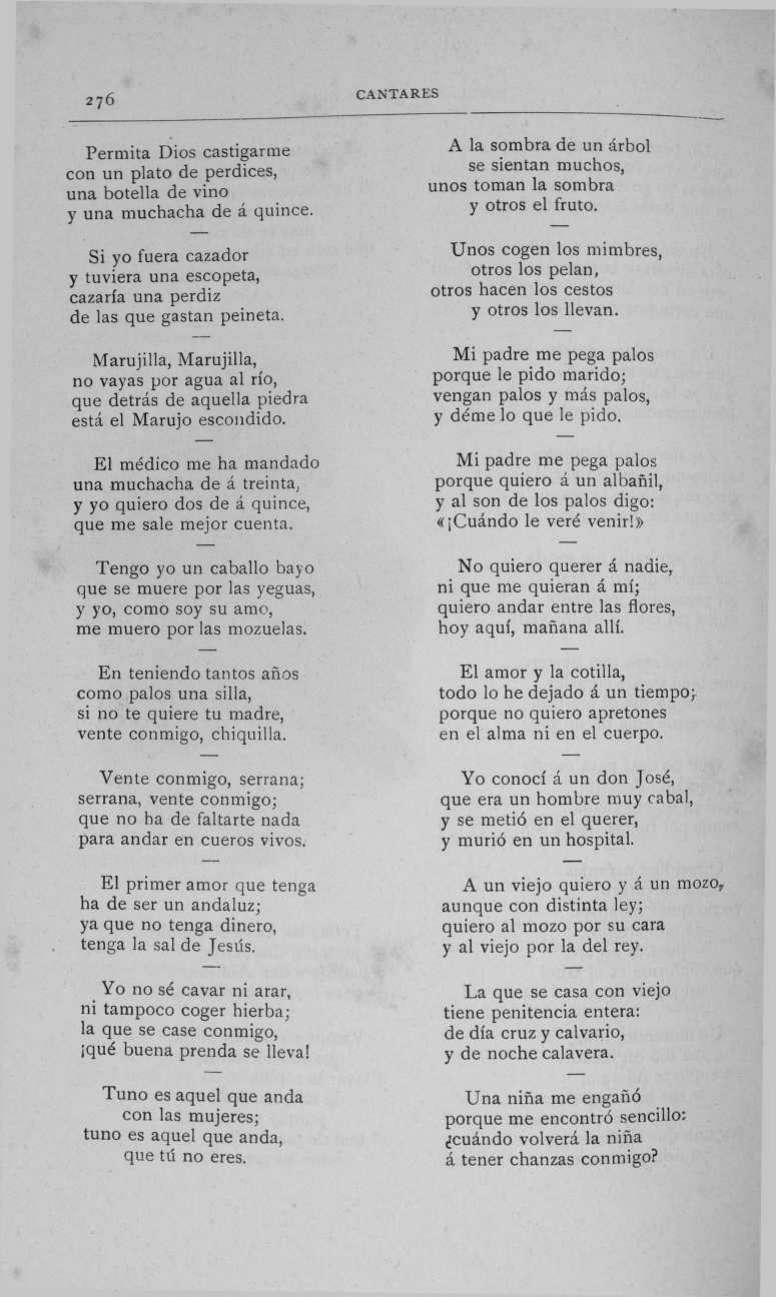 276
CANTARES
Permita Dios castigarme
con un plato de perdices,
una botella de vino
y una muchacha de á quince.
—
Si yo fuera cazador
y tuviera una escopeta,
cazaría una perdiz
de las que gastan peineta.
—
Marujilla, Marujilla,
no vayas por agua al río,
que detrás de aquella piedra
está el Marujo escondido.
—
El médico me ha mandado
una muchacha de á treinta,
y yo quiero dos de á quince,
que me sale mejor cuenta.
—
Tengo yo un caballo bayo
que se muere por las yeguas,
y yo, como soy su amo,
me muero por las mozuelas.
—
En teniendo tantos años
como palos una silla,
si no te quiere tu madre,
vente conmigo, chiquilla.
—
Vente conmigo, serrana;
serrana, vente conmigo;
que no ha de faltarte nada
para andar en cueros vivos.
—
El primer amor que tenga
ha de ser un andaluz;
ya que no tenga dinero,
tenga la sal de Jesús.
—
Yo no sé cavar ni arar,
ni tampoco coger hierba;
la que se case conmigo,
¡qué buena prenda se lleva!
—
Tuno es aquel que anda
con las mujeres;
tuno es aquel que anda,
que tú no eres.
A la sombra de un árbol
se sientan muchos,
unos toman la sombra
y otros el fruto.
—
Unos cogen los mimbres,
otros los pelan,
otros hacen los cestos
y otros los llevan.
—
Mi padre me pega palos
porque le pido marido;
vengan palos y más palos,
y déme lo que le pido.
—
Mi padre me pega palos
porque quiero á un albañil,
y al son de los palos digo:
«¡Cuándo le veré venir!»
—
No quiero querer á nadie,
ni que me quieran á mí;
quiero andar entre las flores,
hoy aquí, mañana allí.
—
El amor y la cotilla,
todo lo he dejado á un tiempo;
porque no quiero apretones
en el alma ni en el cuerpo.
—
Yo conocí á un don José,
que era un hombre muy cabal,
y se metió en el querer,
y murió en un hospital.
—
A un viejo quiero y á un mozo,
aunque con distinta ley;
quiero al mozo por su cara
y al viejo por la del rey.
—
La que se casa con viejo
tiene penitencia entera:
de día cruz y calvario,
y de noche calavera.
—
Una niña me engañó
porque me encontró sencillo:
¿cuándo volverá la niña
á tener chanzas conmigo?